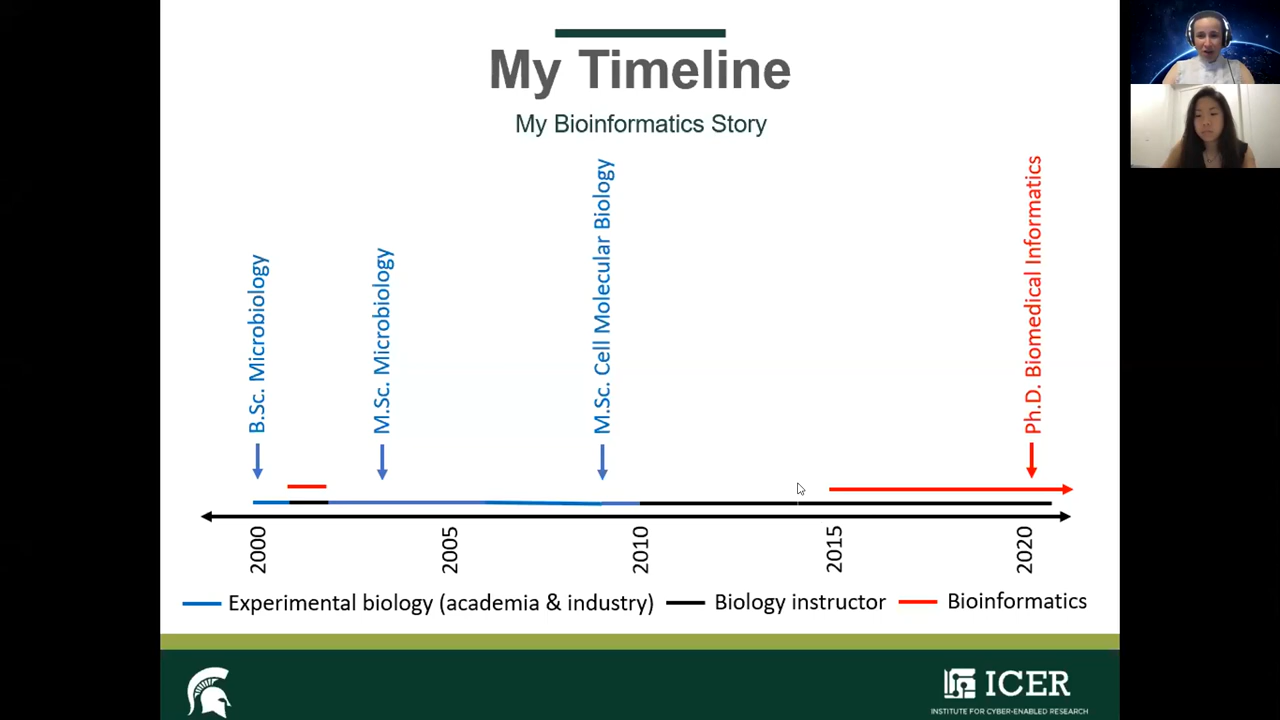 My Timeline
My Bioinformatics Story
B.Sc. Microbiology
M.Sc. Microbiology
M.Sc. Cell Molecular Biology
Ph.D. Biomedical Informatics
2000
2005
2010
2015
2020
Experimental biology (academia & industry)
Biology instructor
Bioinformatics
ICER
INSTITUTE FOR CYBER-ENABLED RESEARCH